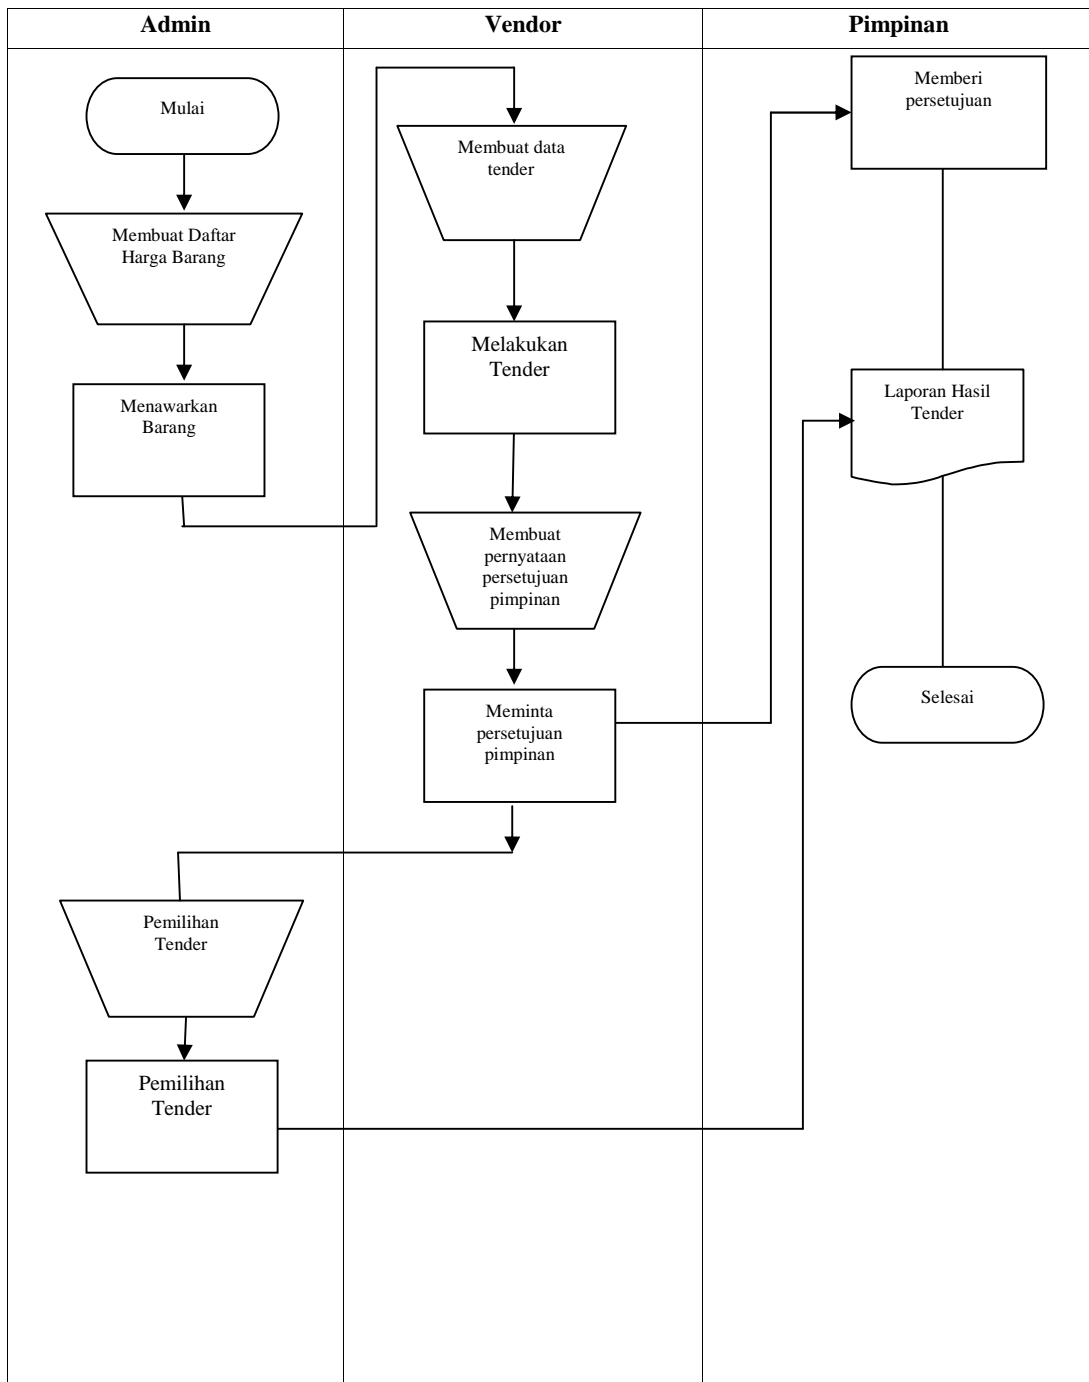 Admin
Vendor
Pimpinan
Mulai
Membuat Daftar
Harga Barang
Menawarkan
Barang
Membuat data
tender
Melakukan
Tender
Membuat
pernyataan
persetujuan
pimpinan
Meminta
persetujuan
pimpinan
Memberi
persetujuan
Laporan Hasil
Tender
Selesai
Pemilihan
Tender
Pemilihan
Tender